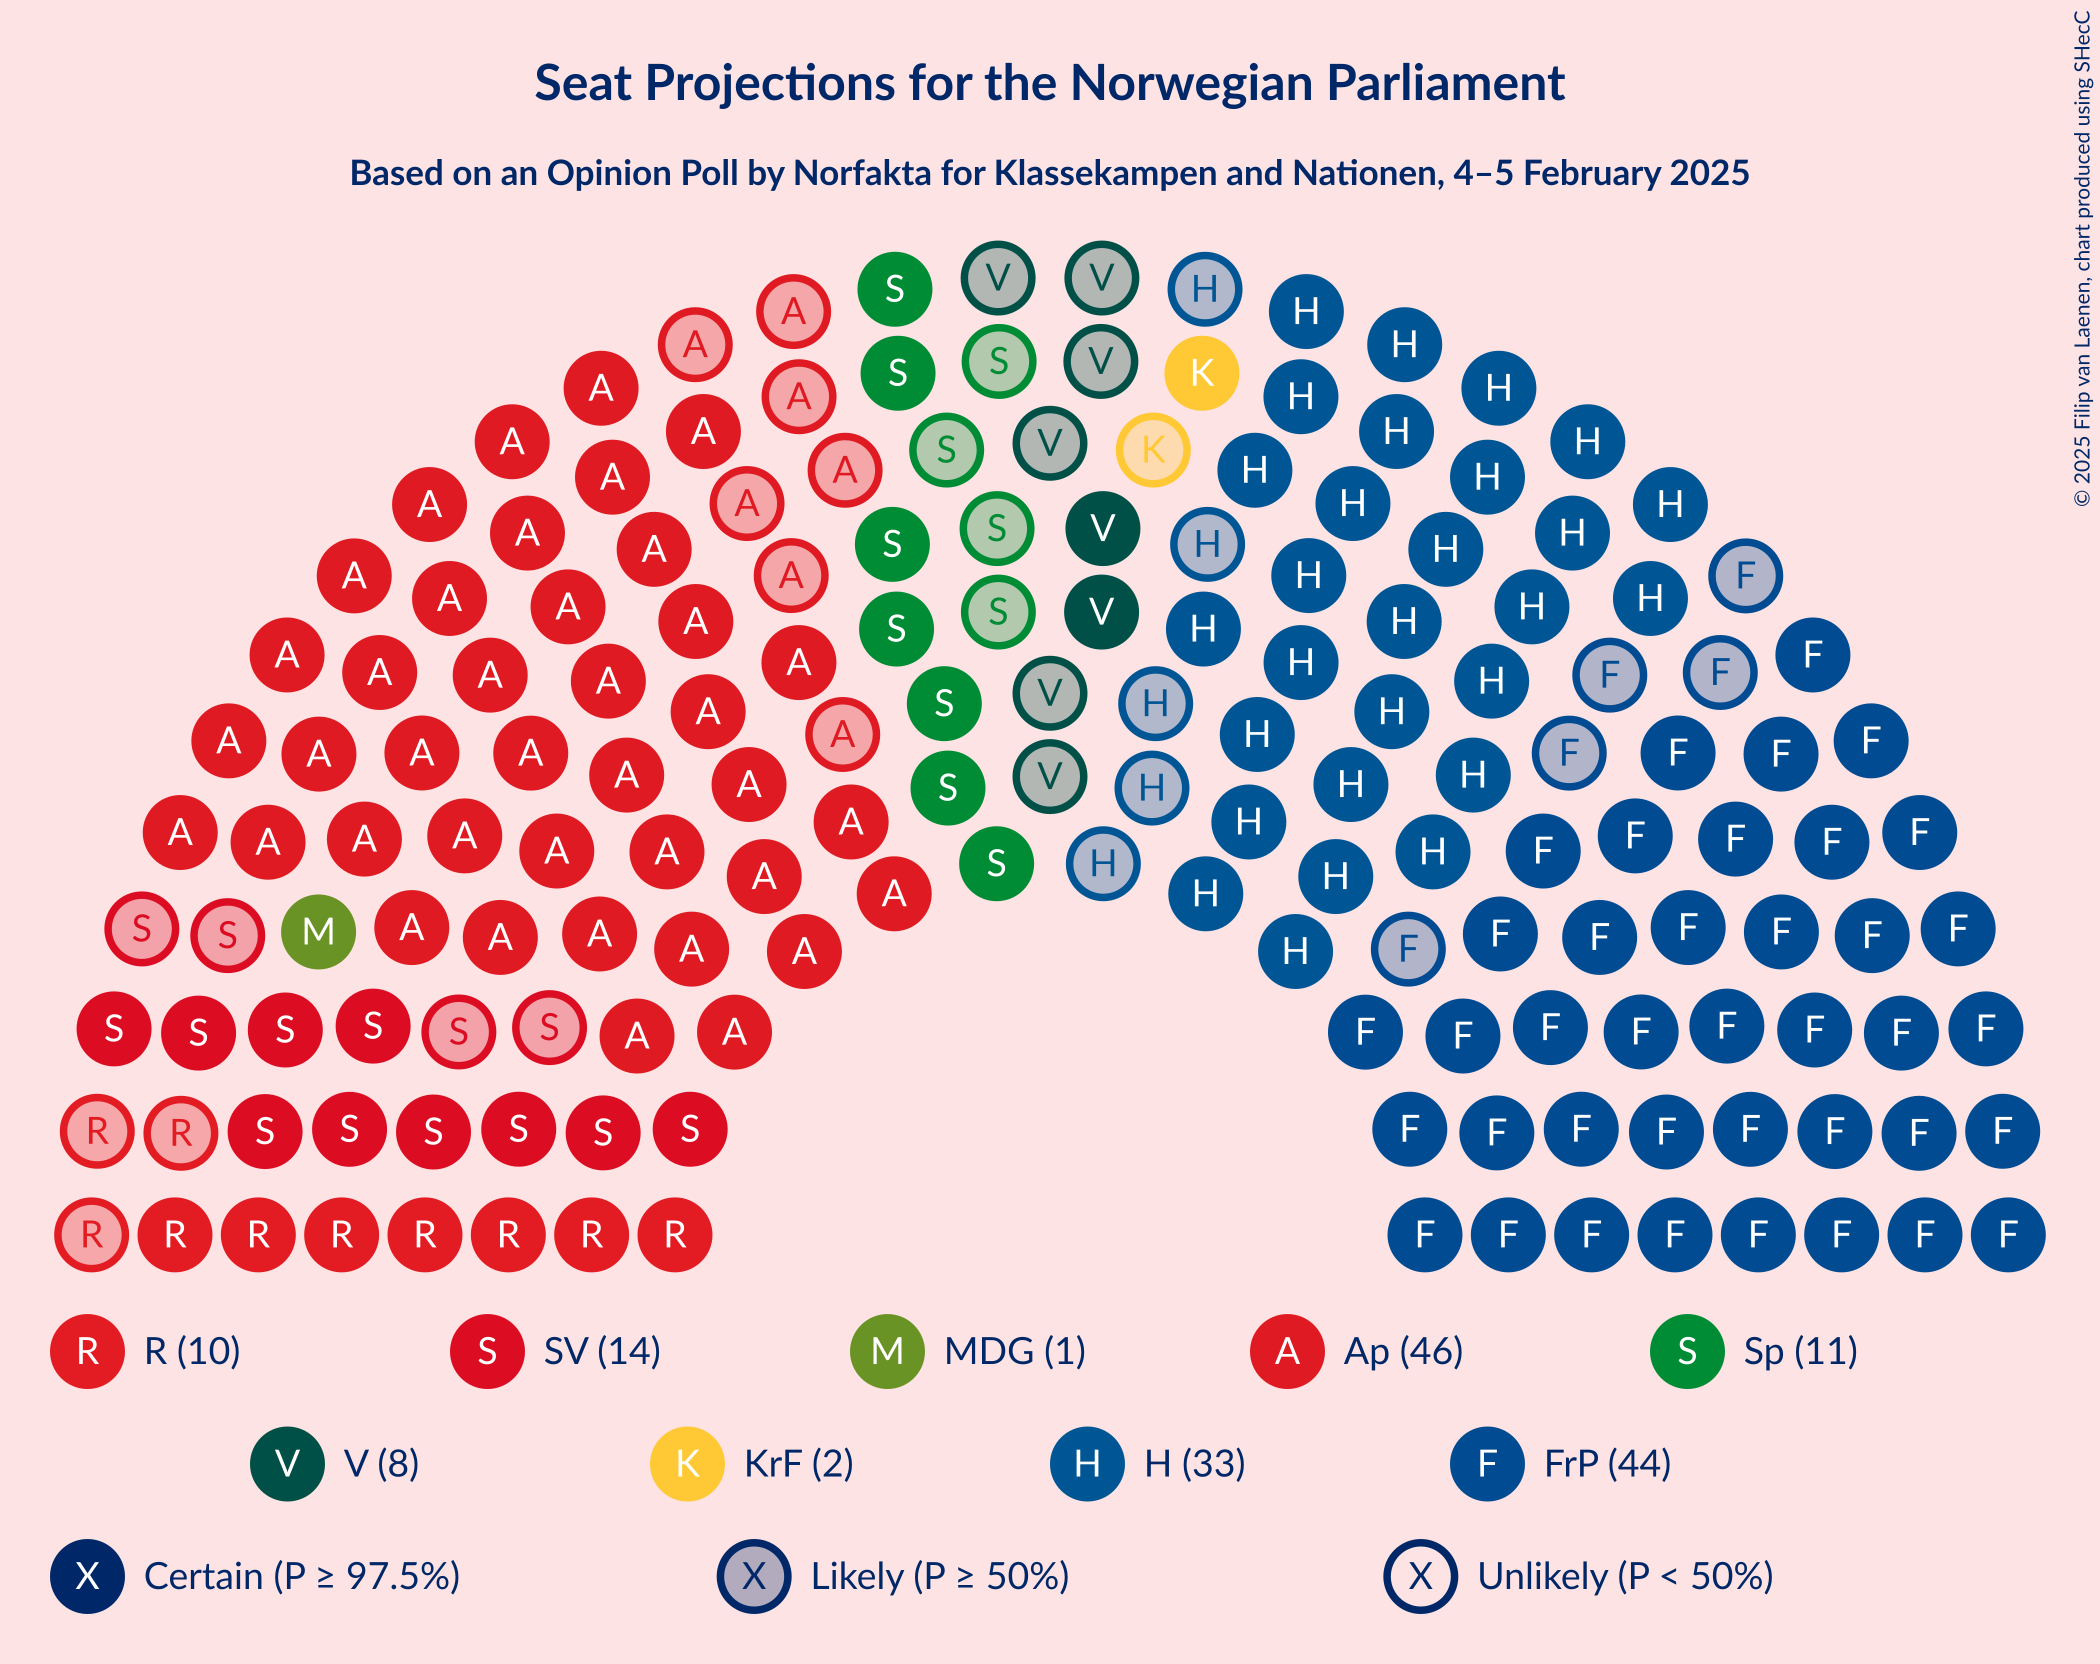 Seat Projections for the Norwegian Parliament
Based on an Opinion Poll by Norfakta for Klassekampen and Nationen, 4–5 February 2025
© 2025 Filip van Laenen, chart produced using SHecC
S V V H
A H
A S V K H
A S H
A A H
A H
S V K
A A H H
A A H
A H
A A H H
S V
A S H H
A A H H
A A H F
A A H H
A A H H
S V
A S H H
A A H H
A A F F
A A H H
S V H
A A H H
A A H F
A A A A V H F F F
A A H H
S H
A A H H
A A A A S H H F F F F F
A A H H
A A H H
S S M A A A A A H F F F F F F F F
S S S S S S A A F F F F F F F F
R R S S S S S S F F F F F F F F
R R R R R R R R F F F F F F F F
R R (10) S SV (14) M MDG (1) A Ap (46) S Sp (11)
V V (8) K KrF (2) H H (33) F FrP (44)
X Certain (P ≥ 97.5%) X Likely (P ≥ 50%) X Unlikely (P < 50%)